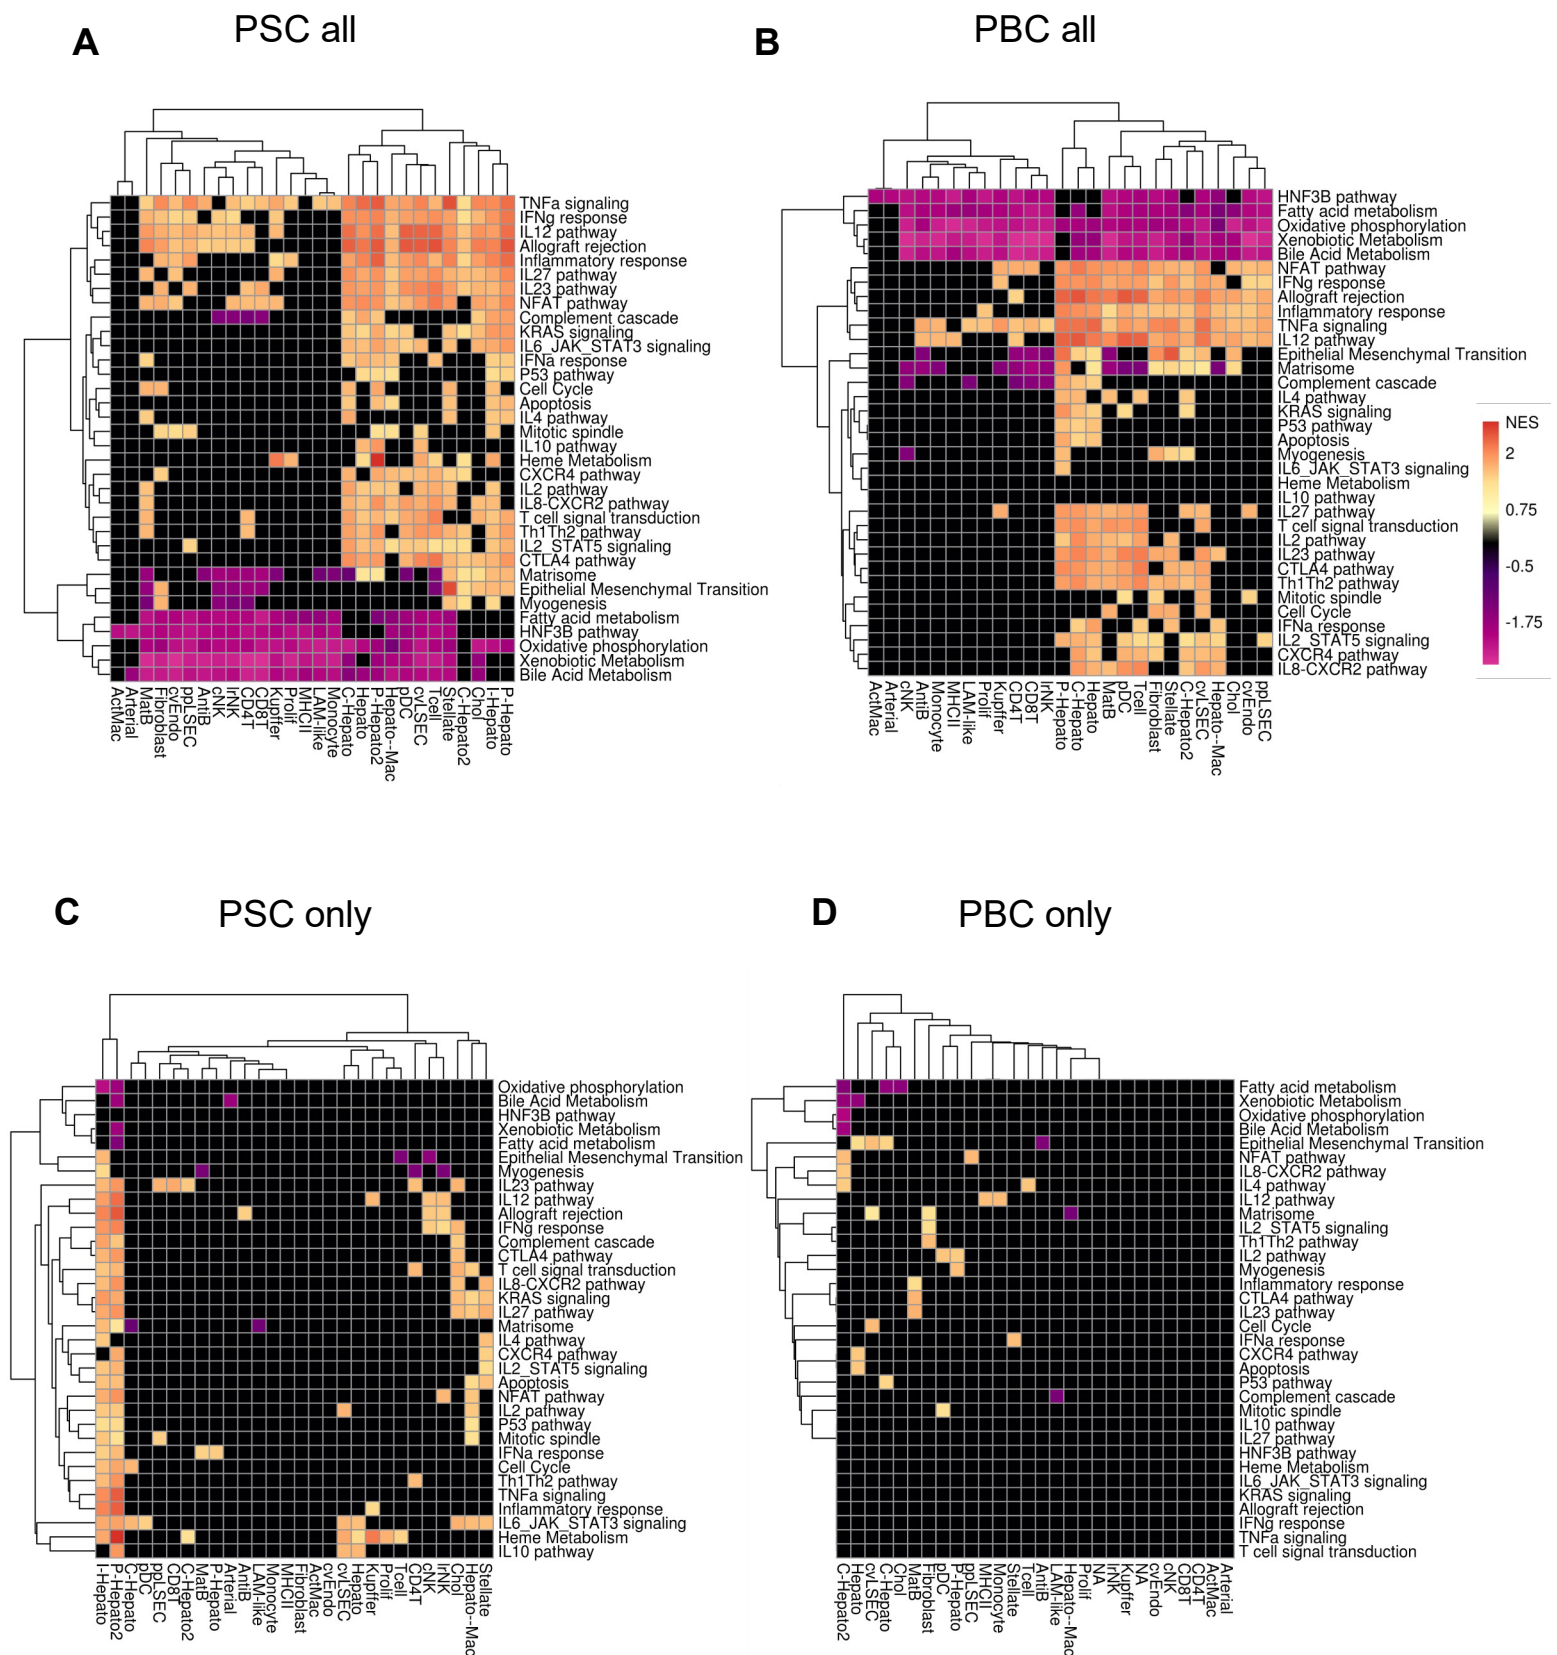 A
PSC all
TNFa signaling
IFNg response
IL12 pathway
Allograft rejection
Inflammatory response
IL27 pathway
IL23 pathway
NFAT pathway
Complement cascade
KRAS signaling
IL6_JAK_STAT3 signaling
IFNa response
P53 pathway
Cell Cycle
Apoptosis
IL4 pathway
Mitotic spindle
IL10 pathway
Heme Metabolism
CXCR4 pathway
IL2 pathway
IL8-CXCR2 pathway
T cell signal transduction
Th1Th2 pathway
IL2_STAT5 signaling
CTLA4 pathway
Matrisome
Epithelial Mesenchymal Transition
Myogenesis
Fatty acid metabolism
HNF3B pathway
Oxidative phosphorylation
Xenobiotic Metabolism
Bile Acid Metabolism
ActMac
Arterial
MatB
Fibroblast
cvEndo
ppLSEC
AntiB
cNK
lrNK
CD4T
CD8T
Kupffer
Prolif
MHCII
LAM-like
Monocyte
C-Hepato
Hepato
P-Hepato2
Hepato--Mac
pDC
cvLSEC
Tcell
Stellate
C-Hepato2
Chol
I-Hepato
P-Hepato
B
PBC all
HNF3B pathway
Fatty acid metabolism
Oxidative phosphorylation
Xenobiotic Metabolism
Bile Acid Metabolism
NFAT pathway
IFNg response
Allograft rejection
Inflammatory response
TNFa signaling
IL12 pathway
Epithelial Mesenchymal Transition
Matrisome
Complement cascade
IL4 pathway
KRAS signaling
P53 pathway
Apoptosis
Myogenesis
IL6_JAK_STAT3 signaling
Heme Metabolism
IL10 pathway
IL27 pathway
T cell signal transduction
IL2 pathway
IL23 pathway
CTLA4 pathway
Th1Th2 pathway
Mitotic spindle
Cell Cycle
IFNa response
IL2_STAT5 signaling
CXCR4 pathway
IL8-CXCR2 pathway
ActMac
Arterial
cNK
AntiB
Monocyte
MHCII
LAM-like
Prolif
Kupffer
CD4T
CD8T
lrNK
P-Hepato
C-Hepato
Hepato
MatB
pDC
Tcell
Fibroblast
Stellate
C-Hepato2
cvLSEC
Hepato--Mac
Chol
cvEndo
ppLSEC
NES
2
0.75
-0.5
-1.75
C
PSC only
Oxidative phosphorylation
Bile Acid Metabolism
HNF3B pathway
Xenobiotic Metabolism
Fatty acid metabolism
Epithelial Mesenchymal Transition
Myogenesis
IL23 pathway
IL12 pathway
Allograft rejection
IFNg response
Complement cascade
CTLA4 pathway
T cell signal transduction
IL8-CXCR2 pathway
KRAS signaling
IL27 pathway
Matrisome
IL4 pathway
CXCR4 pathway
IL2_STAT5 signaling
Apoptosis
NFAT pathway
IL2 pathway
P53 pathway
Mitotic spindle
IFNa response
Cell Cycle
Th1Th2 pathway
TNFa signaling
Inflammatory response
IL6_JAK_STAT3 signaling
Heme Metabolism
IL10 pathway
I-Hepato
P-Hepato2
C-Hepato
pDC
ppLSEC
CD8T
C-Hepato2
MatB
P-Hepato
Arterial
AntiB
LAM-like
Monocyte
MHCII
Fibroblast
ActMac
cvEndo
cvLSEC
Hepato
Kupffer
Prolif
Tcell
CD4T
cNK
lrNK
Chol
Hepato--Mac
Stellate
D
PBC only
Fatty acid metabolism
Xenobiotic Metabolism
Oxidative phosphorylation
Bile Acid Metabolism
Epithelial Mesenchymal Transition
NFAT pathway
IL8-CXCR2 pathway
IL4 pathway
IL12 pathway
Matrisome
IL2_STAT5 signaling
Th1Th2 pathway
IL2 pathway
Myogenesis
Inflammatory response
CTLA4 pathway
IL23 pathway
Cell Cycle
IFNa response
CXCR4 pathway
Apoptosis
P53 pathway
Complement cascade
Mitotic spindle
IL10 pathway
IL27 pathway
HNF3B pathway
Heme Metabolism
IL6_JAK_STAT3 signaling
KRAS signaling
Allograft rejection
IFNg response
TNFa signaling
T cell signal transduction
C-Hepato2
Hepato
cvLSEC
C-Hepato
Chol
MatB
Fibroblast
pDC
P-Hepato
ppLSEC
MHCII
Monocyte
Stellate
Tcell
AntiB
LAM-like
Hepato--Mac
Prolif
NA
lrNK
Kupffer
NA
cvEndo
cNK
CD8T
CD4T
ActMac
Arterial